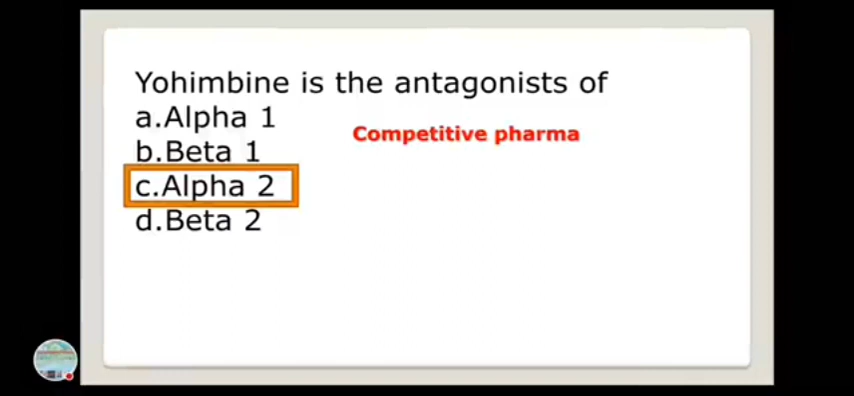 Yohimbine is the antagonists of
a.Alpha 1
Competitive pharma
b.Beta 1
c.Alpha 2
d.Beta 2